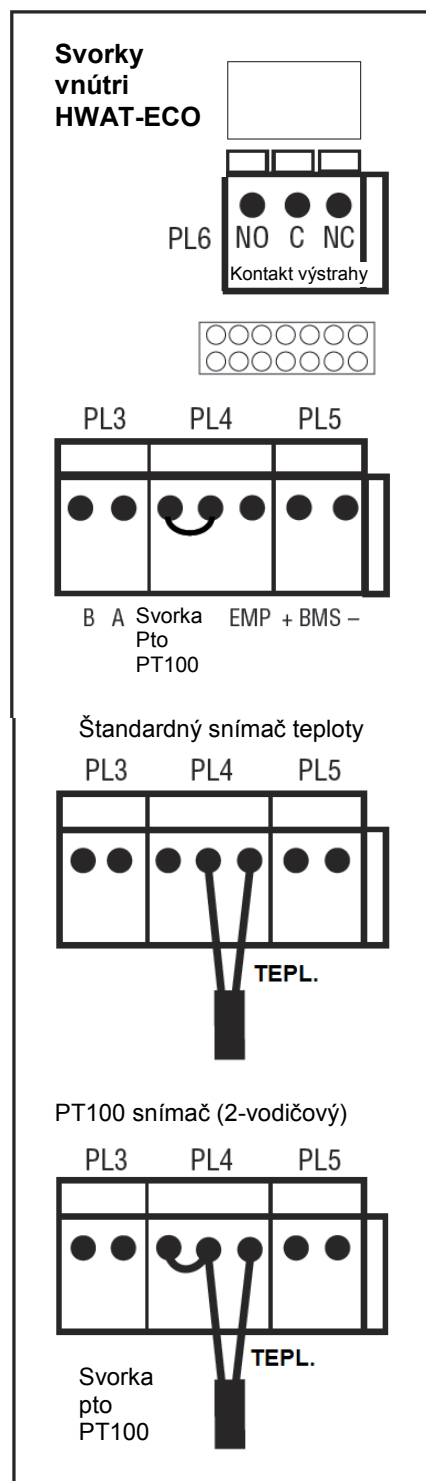 Svorky
vnútri
HWAT-ECO
PL6 NO C NC
Kontakt výstrahy
PL3 PL4 PL5
B A Svorka EMP + BMS –
Pto
PT100
Štandardný snímač teploty
PL3 PL4 PL5
TEPL.
PT100 snímač (2-vodičový)
PL3 PL4 PL5
TEPL.
Svorka
pto
PT100